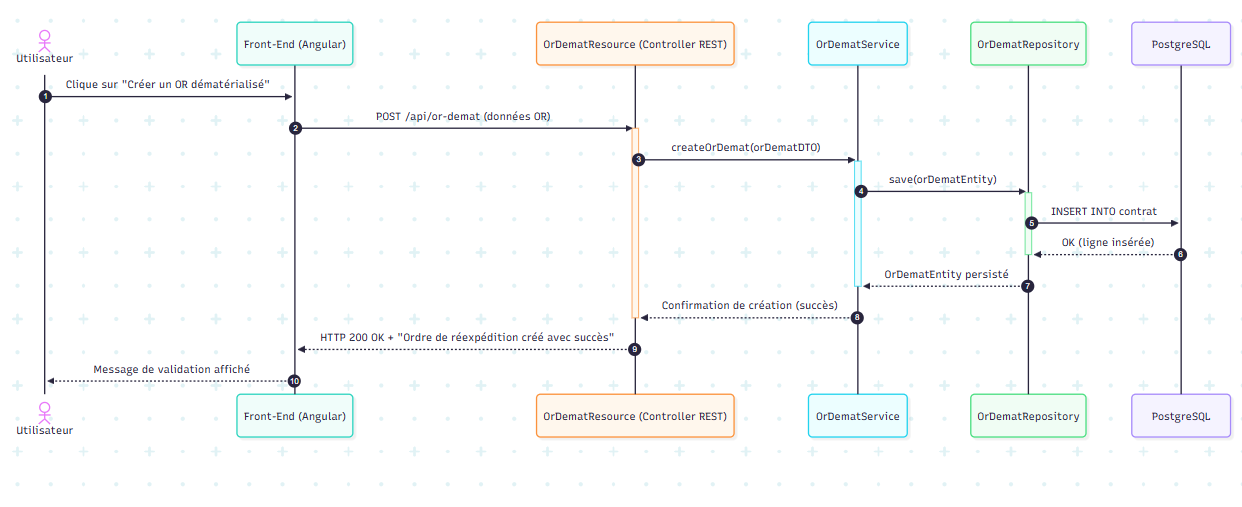 Utilisateur
Front-End (Angular)
OrDematResource (Controller REST)
OrDematService
OrDematRepository
PostgreSQL
Clique sur "Créer un OR dématérialisé"
1
POST /api/or-demat (données OR)
2
createOrDemat(orDematDTO)
3
save(orDematEntity)
4
INSERT INTO contrat
5
OK (ligne insérée)
6
OrDematEntity persisté
7
Confirmation de création (succès)
8
HTTP 200 OK + "Ordre de réexpédition créé avec succès"
9
Message de validation affiché
10
Utilisateur
Front-End (Angular)
OrDematResource (Controller REST)
OrDematService
OrDematRepository
PostgreSQL